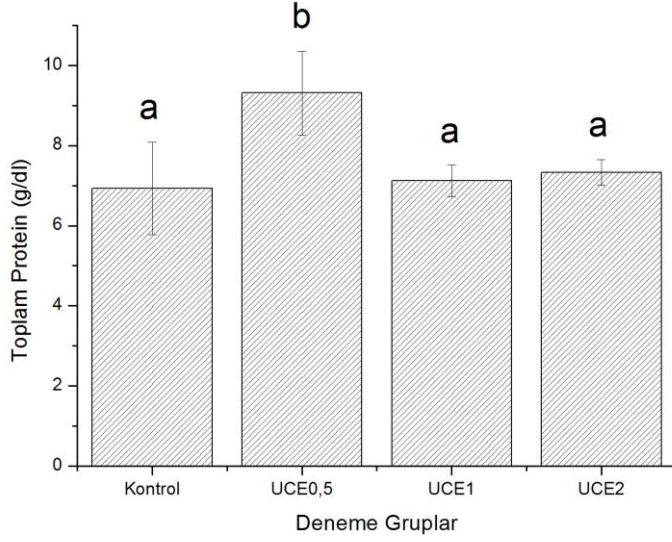 Toplam Protein (g/dl)
10
8
6
4
2
0
a
b
a
a
Kontrol
UCE0,5
UCE1
UCE2
Deneme Gruplar